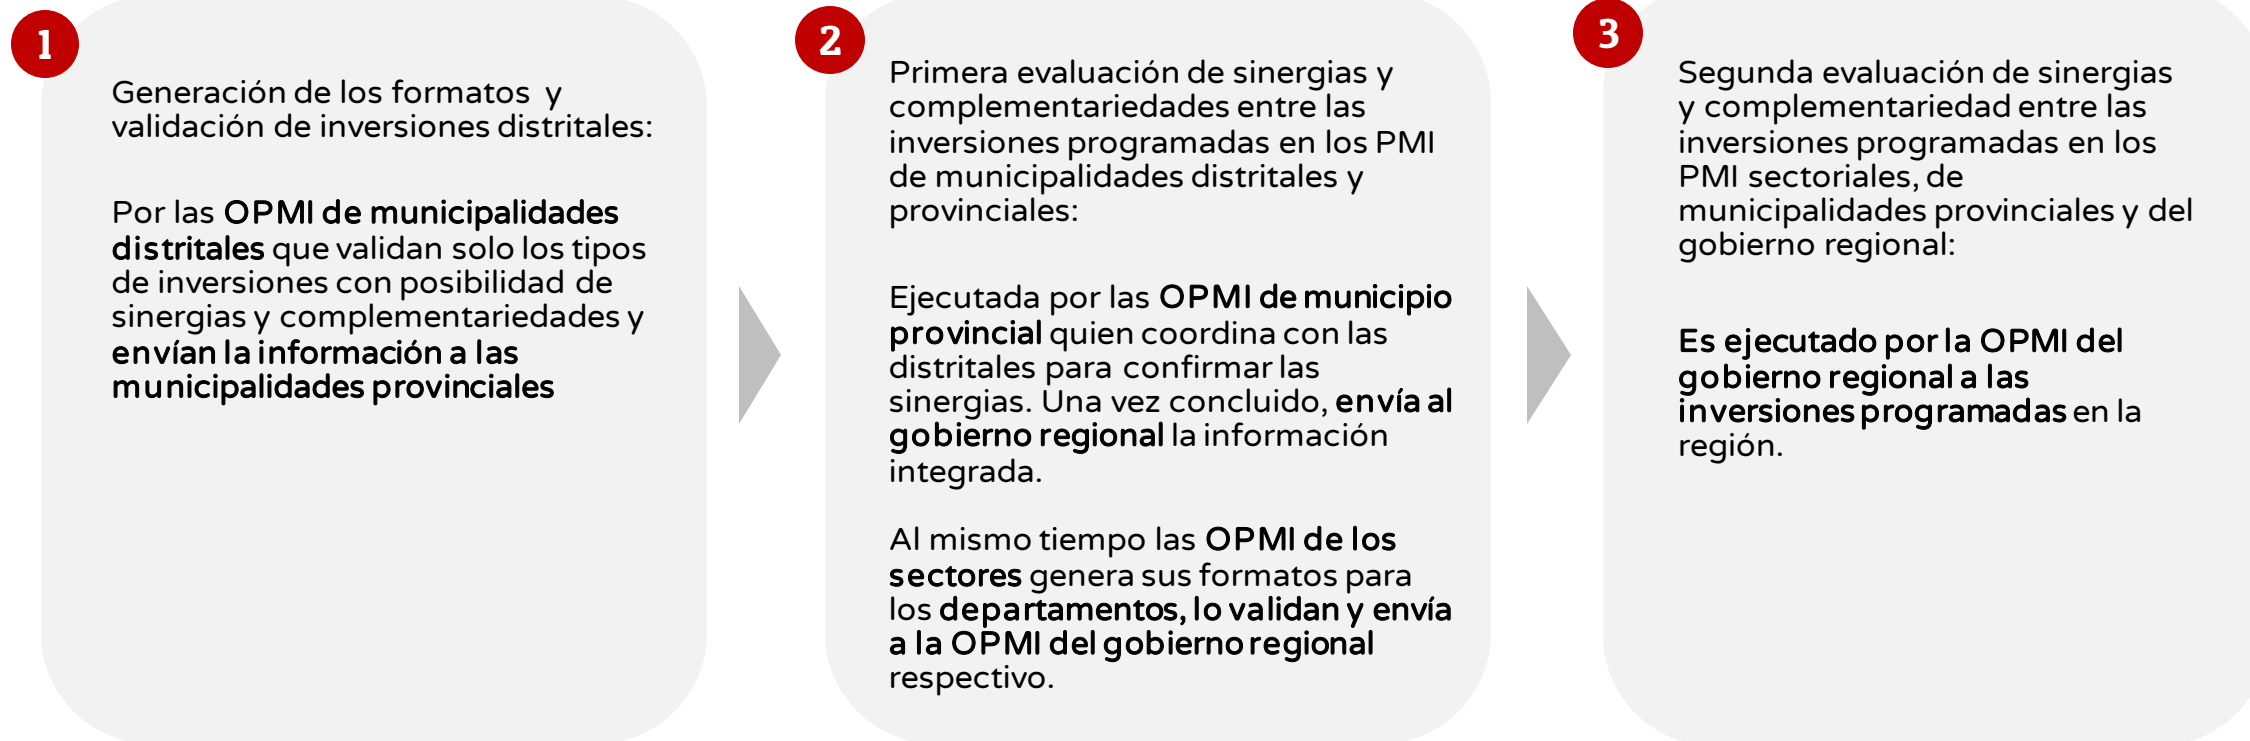 1
Generación de los formatos y
validación de inversiones distritales:
Por las OPMI de municipalidades
distritales que validan solo los tipos
de inversiones con posibilidad de
sinergias y complementariedades y
envían la información a las
municipalidades provinciales
2
Primera evaluación de sinergias y
complementariedades entre las
inversiones programadas en los PMI
de municipalidades distritales y
provinciales:
Ejecutada por las OPMI de municipio
provincial quien coordina con las
distritales para confirmar las
sinergias. Una vez concluido, envía al
gobierno regional la información
integrada.
Al mismo tiempo las OPMI de los
sectores genera sus formatos para
los departamentos, lo validan y envía
a la OPMI del gobierno regional
respectivo.
3
Segunda evaluación de sinergias
y complementariedad entre las
inversiones programadas en los
PMI sectoriales, de
municipalidades provinciales y del
gobierno regional:
Es ejecutado por la OPMI del
gobierno regional a las
inversiones programadas en la
región.